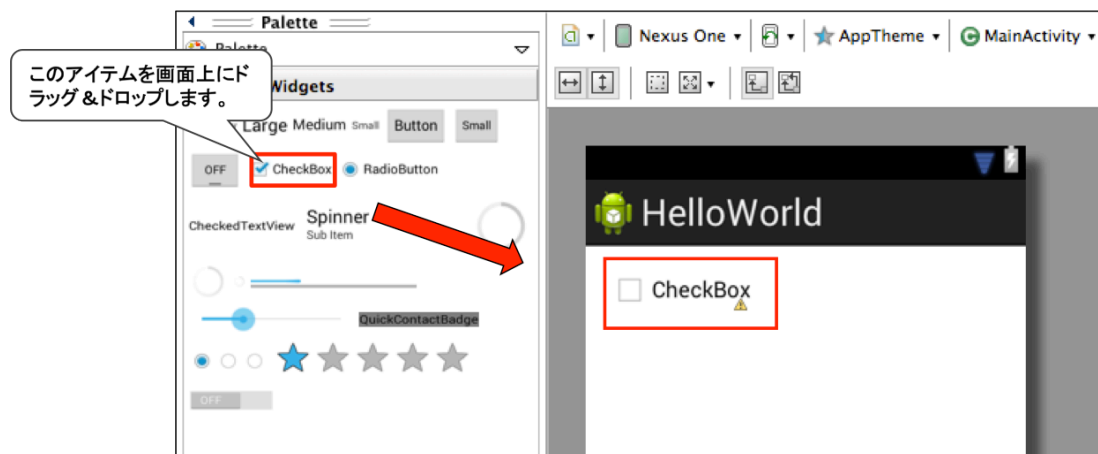 Palette
Palette
このアイテムを画面上にド
ラッグ＆ドロップします。
Widgets
Large Medium Small Button Small
OFF CheckBox RadioButton
CheckedTextView Spinner
Sub Item
QuickContactBadge
OFF
Nexus One AppTheme MainActivity
HelloWorld
CheckBox